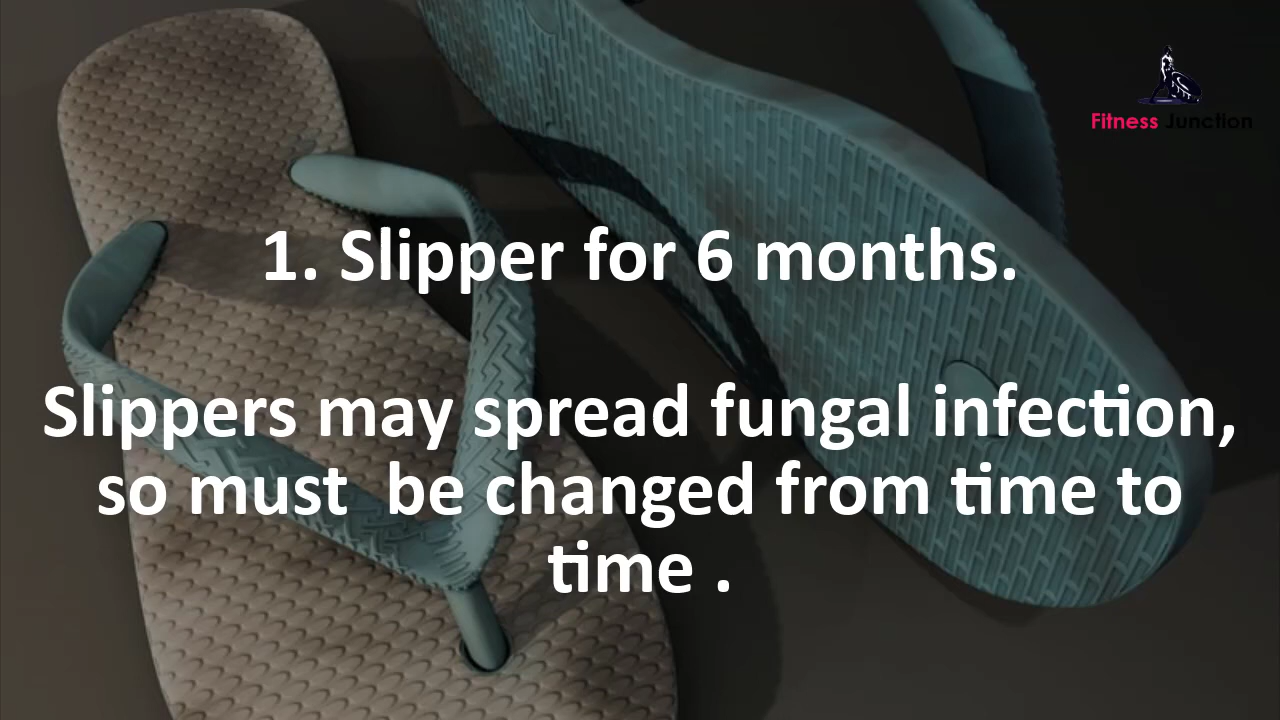 Fitness Junction
1. Slipper for 6 months.
Slippers may spread fungal infection,
so must  be changed from time to
time .